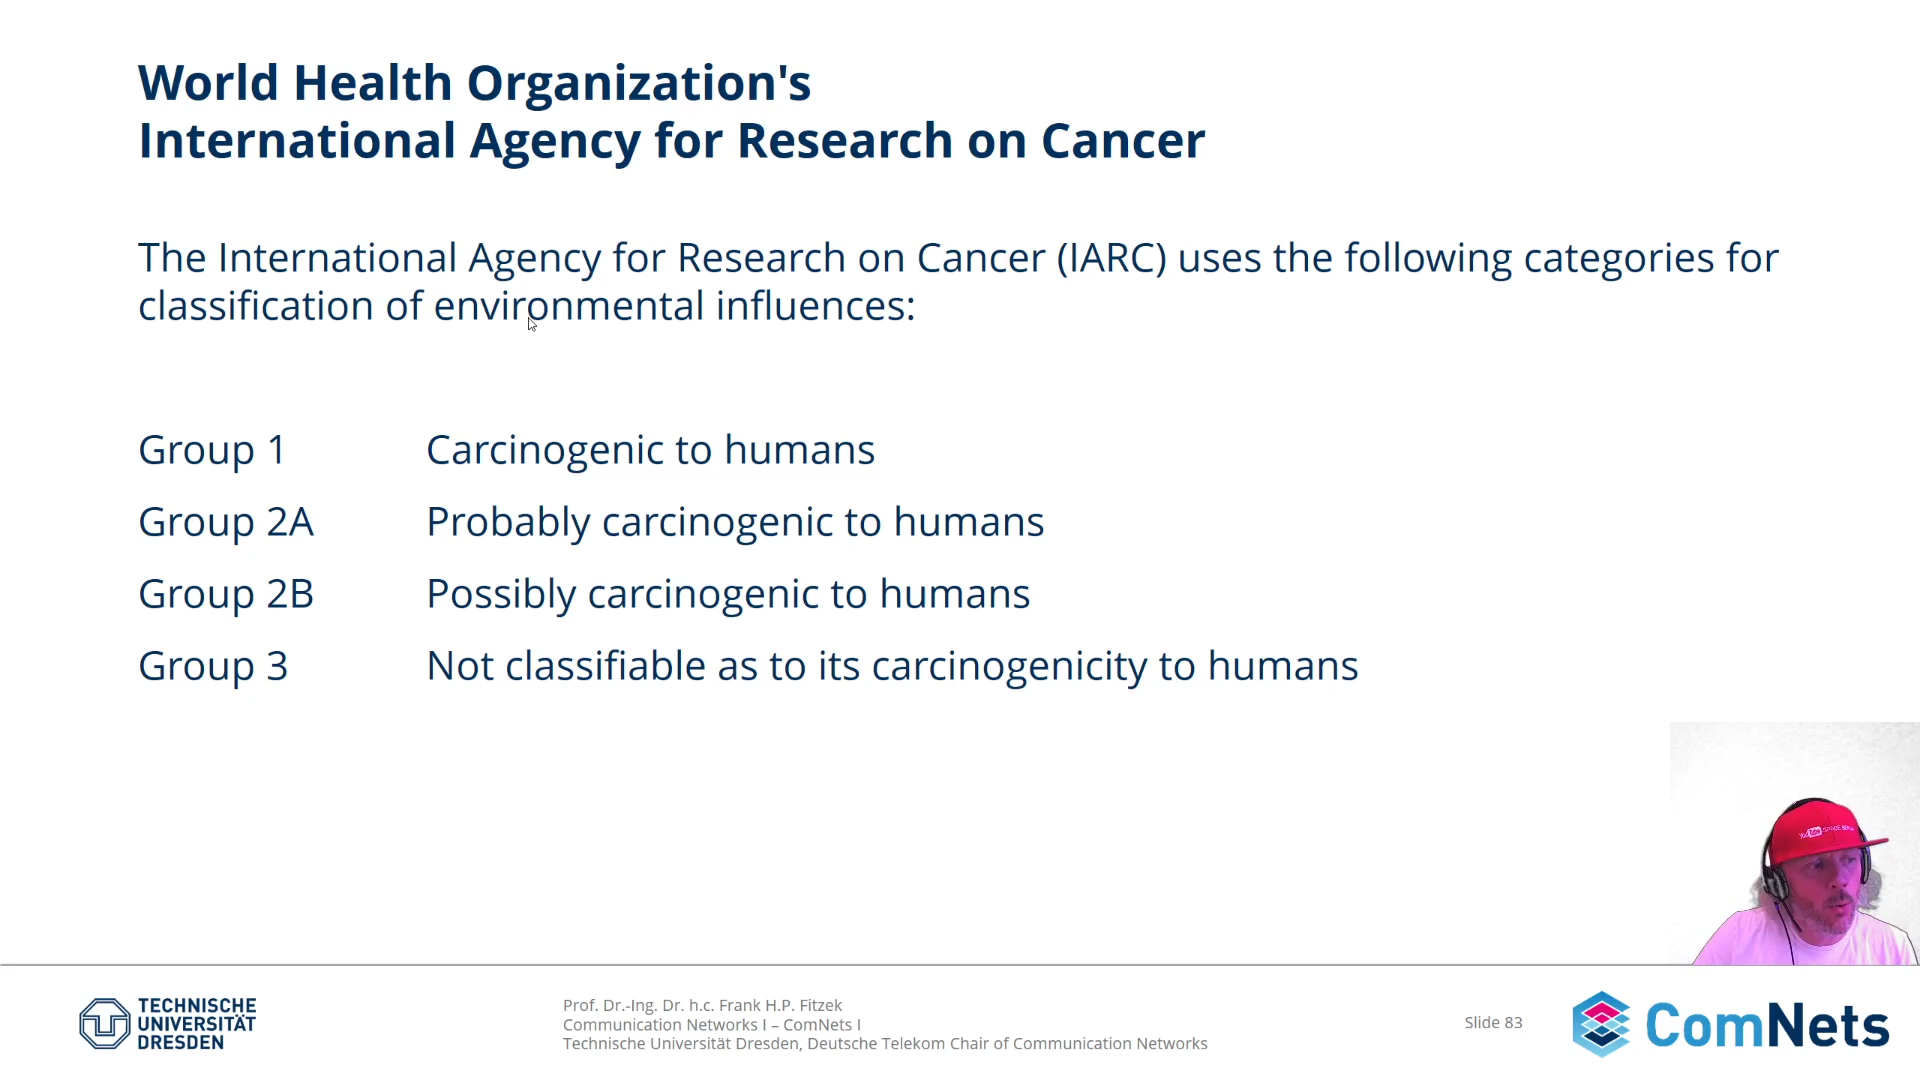 World Health Organization's
International Agency for Research on Cancer
The International Agency for Research on Cancer (IARC) uses the following categories for
classification of environmental influences:
Group 1 Carcinogenic to humans
Group 2A Probably carcinogenic to humans
Group 2B Possibly carcinogenic to humans
Group 3 Not classifiable as to its carcinogenicity to humans
YouTube SPACE
TECHNISCHE
UNIVERSITÄT
DRESDEN
Prof. Dr.-Ing. Dr. h.c. Frank H.P. Fitzek
Communication Networks I – ComNets I
Technische Universität Dresden, Deutsche Telekom Chair of Communication Networks
Slide 83
ComNets